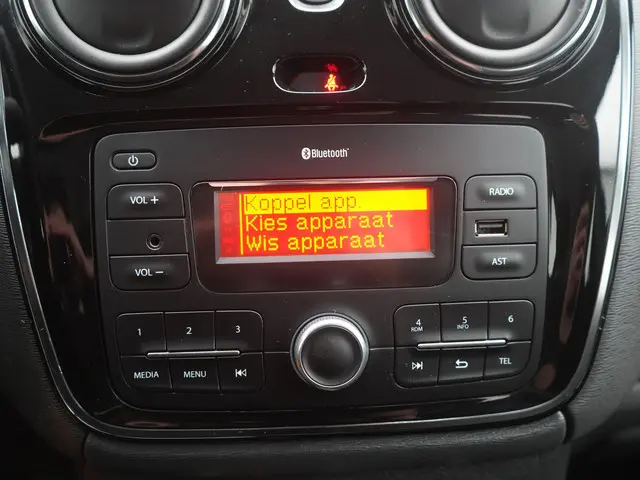 Bluetooth
VOL +
Koppel app.
RADIO
Kies apparaat
Wis apparaat
VOL −
AST
1
2
3
4
RDM
5
INFO
6
MEDIA
MENU
TEL